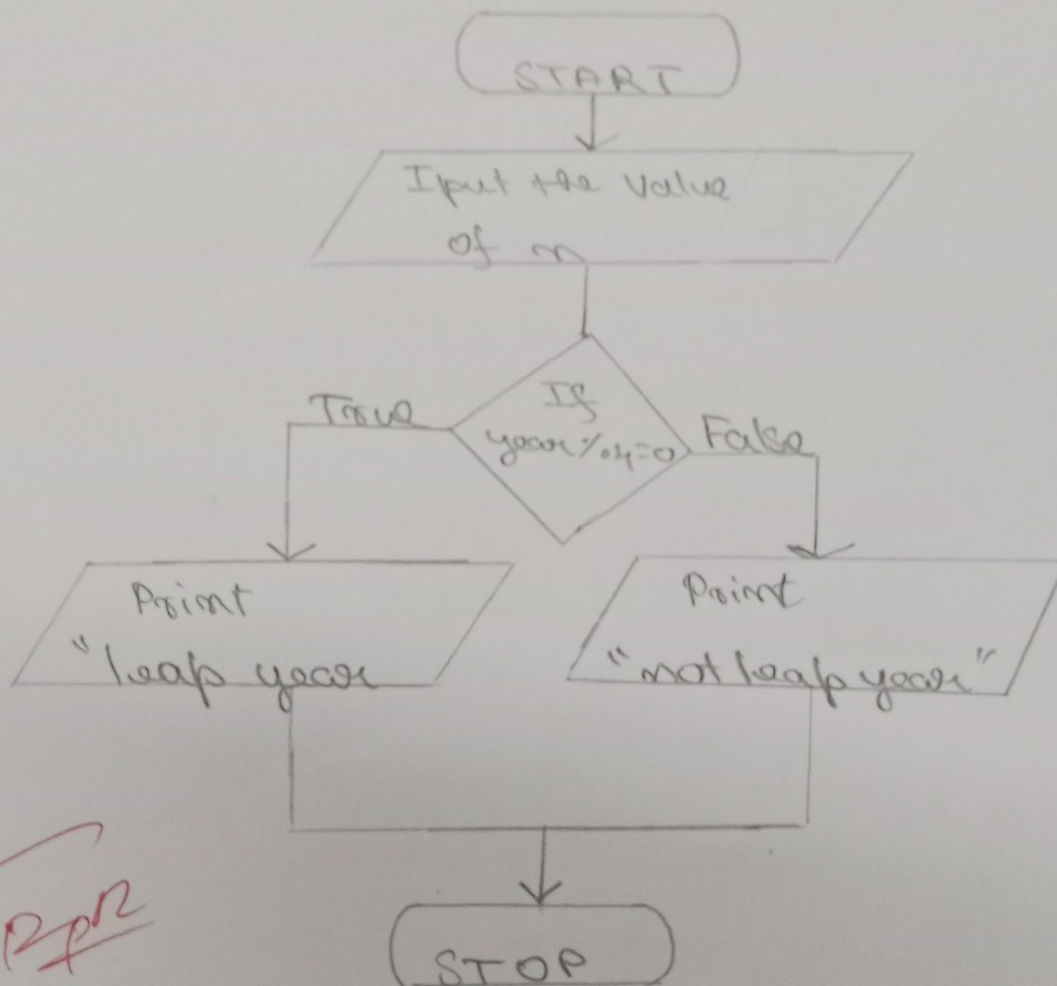 START
Iput the value
of n
If
year%4=0
True
False
Print
"leap year
Print
"not leap year"
STOP